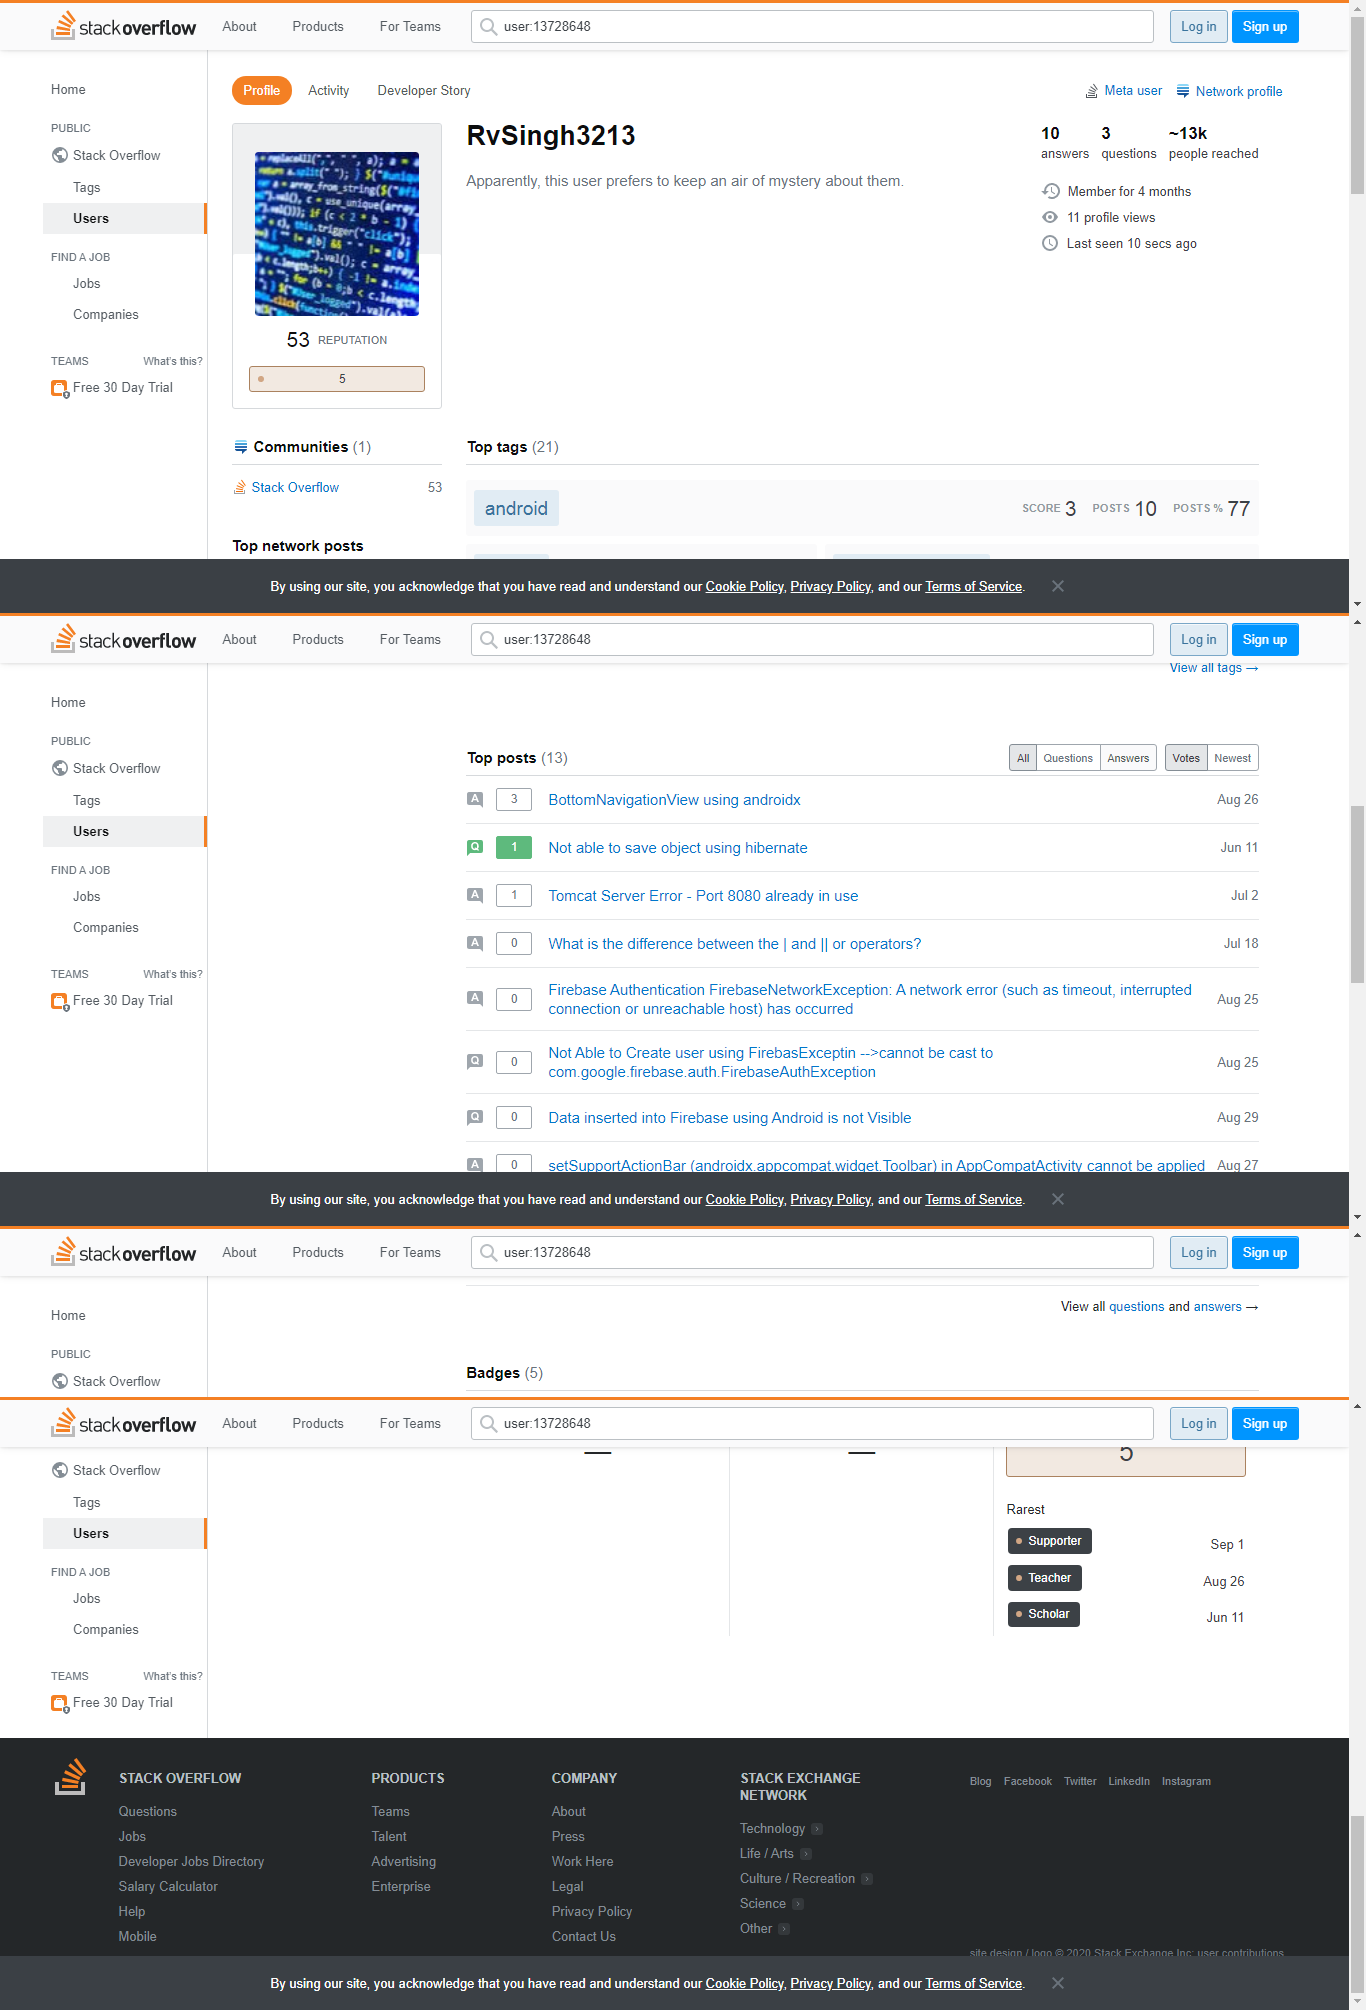 stackoverflow About Products For Teams user:13728648 Log in Sign up
Home
PUBLIC
Stack Overflow
Tags
Users
FIND A JOB
Jobs
Companies
TEAMS What's this?
Free 30 Day Trial
Profile Activity Developer Story Meta user Network profile
RvSingh3213
Apparently, this user prefers to keep an air of mystery about them.
10 answers
3 questions
~13k people reached
Member for 4 months
11 profile views
Last seen 10 secs ago
53 REPUTATION
5
Communities (1)
Stack Overflow 53
Top network posts
Top tags (21)
android SCORE 3 POSTS 10 POSTS % 77
By using our site, you acknowledge that you have read and understand our Cookie Policy, Privacy Policy, and our Terms of Service.
stackoverflow About Products For Teams user:13728648 Log in Sign up
View all tags →
Home
PUBLIC
Stack Overflow
Tags
Users
FIND A JOB
Jobs
Companies
TEAMS What's this?
Free 30 Day Trial
Top posts (13) All Questions Answers Votes Newest
A 3 BottomNavigationView using androidx Aug 26
Q 1 Not able to save object using hibernate Jun 11
A 1 Tomcat Server Error - Port 8080 already in use Jul 2
A 0 What is the difference between the | and || or operators? Jul 18
A 0 Firebase Authentication FirebaseNetworkException: A network error (such as timeout, interrupted
connection or unreachable host) has occurred Aug 25
Q 0 Not Able to Create user using FirebasExceptin -->cannot be cast to
com.google.firebase.auth.FirebaseAuthException Aug 25
Q 0 Data inserted into Firebase using Android is not Visible Aug 29
A 0 setSupportActionBar (androidx.appcompat.widget.Toolbar) in AppCompatActivity cannot be applied Aug 27
By using our site, you acknowledge that you have read and understand our Cookie Policy, Privacy Policy, and our Terms of Service.
stackoverflow About Products For Teams user:13728648 Log in Sign up
Home
PUBLIC
Stack Overflow
View all questions and answers →
Badges (5)
stackoverflow About Products For Teams user:13728648 Log in Sign up
Stack Overflow
Tags
Users
FIND A JOB
Jobs
Companies
TEAMS What's this?
Free 30 Day Trial
5
Rarest
Supporter Sep 1
Teacher Aug 26
Scholar Jun 11
STACK OVERFLOW
Questions
Jobs
Developer Jobs Directory
Salary Calculator
Help
Mobile
PRODUCTS
Teams
Talent
Advertising
Enterprise
COMPANY
About
Press
Work Here
Legal
Privacy Policy
Contact Us
STACK EXCHANGE
NETWORK
Technology
Life / Arts
Culture / Recreation
Science
Other
Blog Facebook Twitter LinkedIn Instagram
site design / logo © 2020 Stack Exchange Inc; user contributions
By using our site, you acknowledge that you have read and understand our Cookie Policy, Privacy Policy, and our Terms of Service.